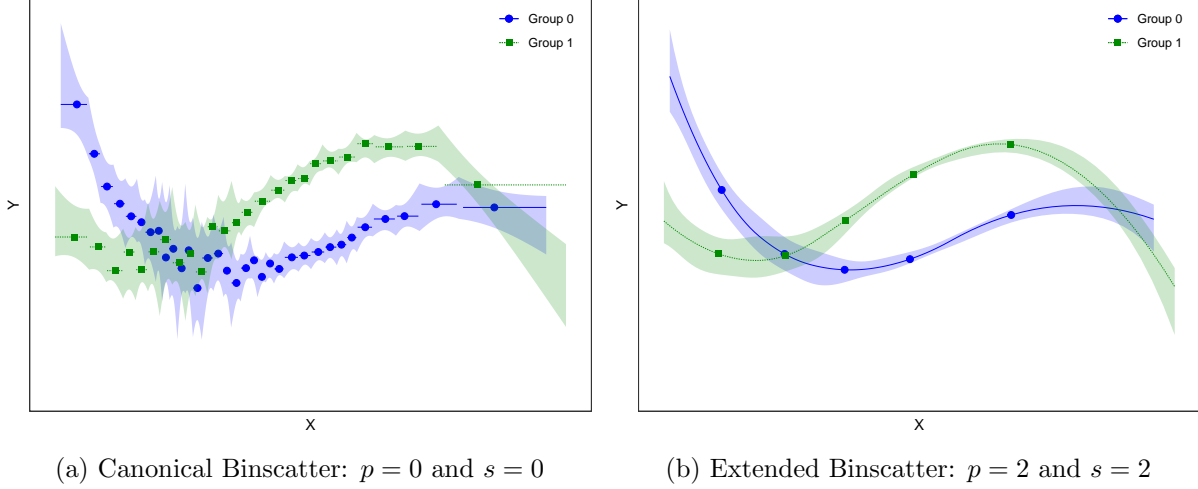 Group 0
Group 1
Y
X
(a) Canonical Binscatter: p = 0 and s = 0
Group 0
Group 1
Y
X
(b) Extended Binscatter: p = 2 and s = 2